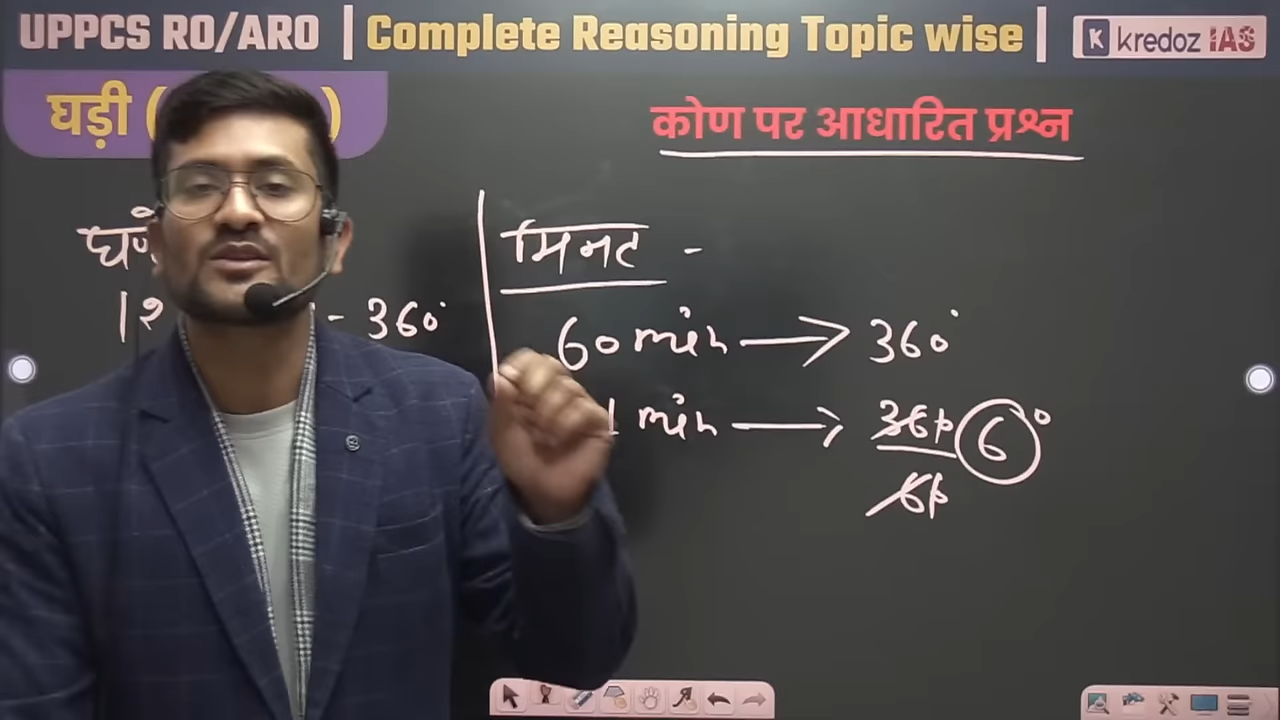 UPPCS RO/ARO | Complete Reasoning Topic wise |
K kredoz IAS
घड़ी ( )
कोण पर आधारित प्रश्न
१२ - 360°
मिनट -
60 min → 360°
1 min → 360/60 6°